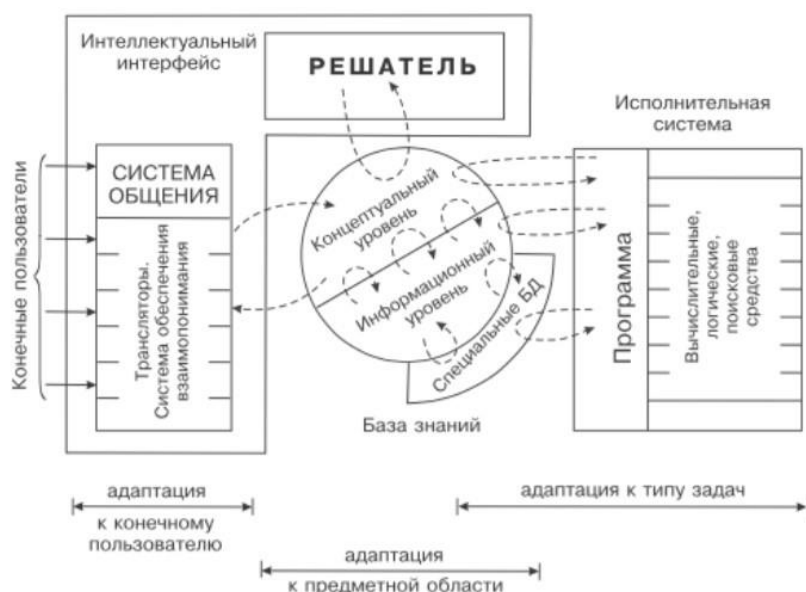 Интеллектуальный
интерфейс
РЕШАТЕЛЬ
Исполнительная
система
Конечные пользователи
СИСТЕМА
ОБЩЕНИЯ
Трансляторы.
Система обеспечения
взаимопонимания
Концептуальный
уровень
Информационный
уровень
Специальные БД
База знаний
Программа
Вычислительные,
логические,
поисковые
средства
адаптация
к конечному
пользователю
адаптация к типу задач
адаптация
к предметной области